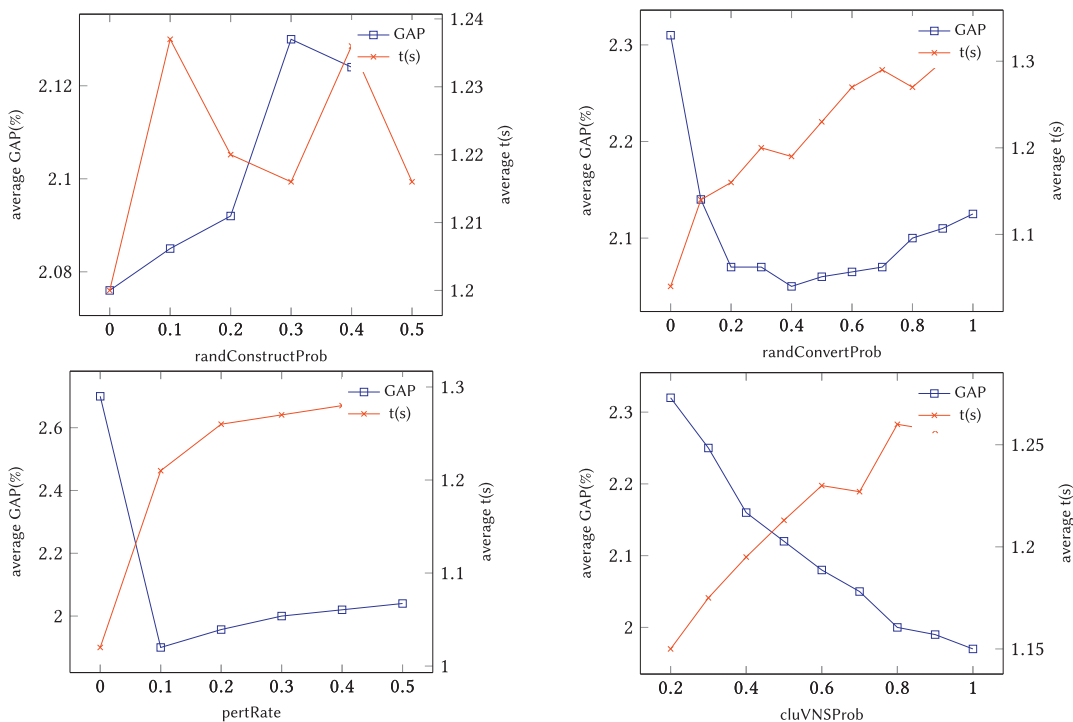 GAP
t(s)
2.12
2.1
2.08
1.24
1.23
1.22
1.21
1.2
average GAP(%)
average t(s)
0 0.1 0.2 0.3 0.4 0.5
randConstructProb
GAP
t(s)
2.3
2.2
2.1
1.3
1.2
1.1
average GAP(%)
average t(s)
0 0.2 0.4 0.6 0.8 1
randConvertProb
GAP
t(s)
2.6
2.4
2.2
2
1.3
1.2
1.1
1
average GAP(%)
average t(s)
0 0.1 0.2 0.3 0.4 0.5
pertRate
GAP
t(s)
2.3
2.2
2.1
2
1.25
1.2
1.15
average GAP(%)
average t(s)
0.2 0.4 0.6 0.8 1
cluVNSProb